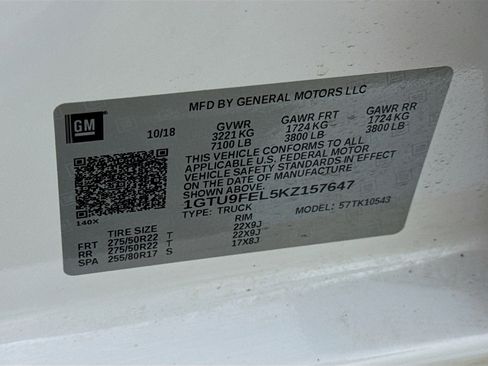 MFD BY GENERAL MOTORS LLC
GM
10/18 GVWR GAWR FRT GAWR RR
3221 KG 1724 KG 1724 KG
7100 LB 3800 LB 3800 LB
THIS VEHICLE CONFORMS TO ALL
APPLICABLE U.S. FEDERAL MOTOR
VEHICLE SAFETY STANDARDS IN EFFECT
ON THE DATE OF MANUFACTURE
SHOWN ABOVE.
1GTU9FEL5KZ157647
TYPE: TRUCK MODEL: 57TK10543
140X
TIRE SIZE RIM
FRT 275/50R22 T 22X9J
RR 275/50R22 T 22X9J
SPA 255/80R17 S 17X8J